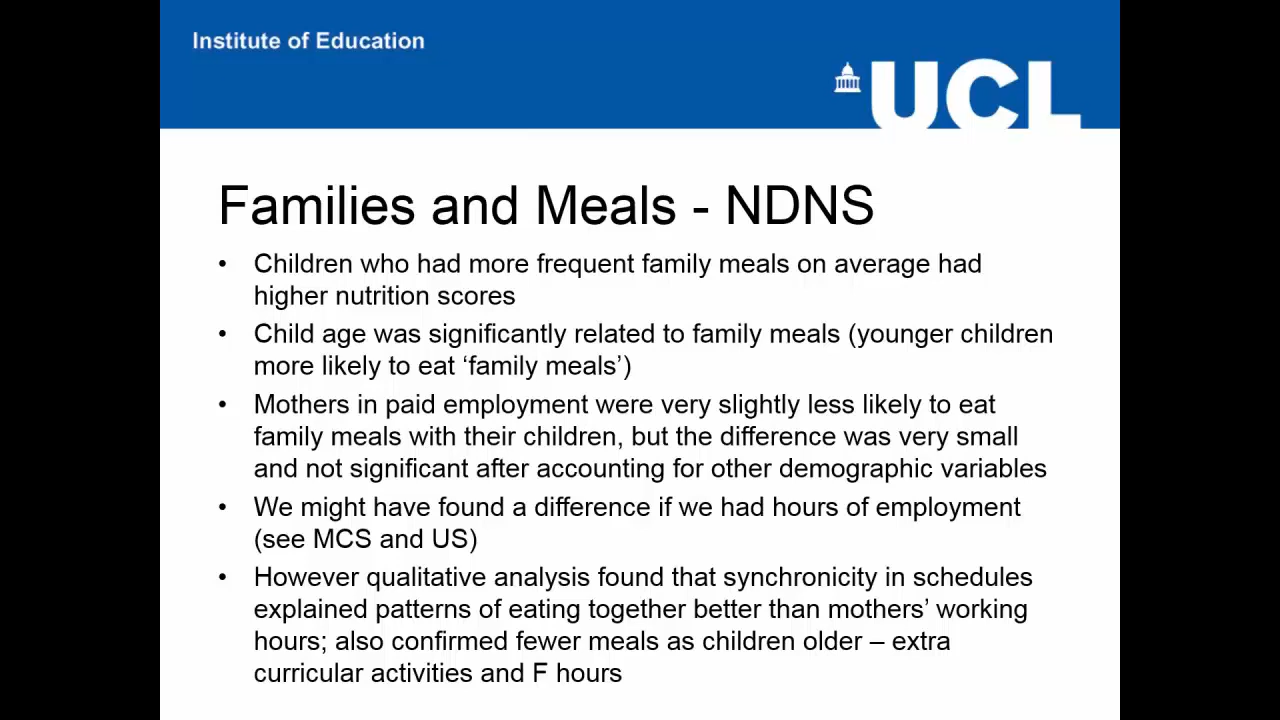 Institute of Education
UCL
Families and Meals - NDNS
• Children who had more frequent family meals on average had
higher nutrition scores
• Child age was significantly related to family meals (younger children
more likely to eat ‘family meals’)
• Mothers in paid employment were very slightly less likely to eat
family meals with their children, but the difference was very small
and not significant after accounting for other demographic variables
• We might have found a difference if we had hours of employment
(see MCS and US)
• However qualitative analysis found that synchronicity in schedules
explained patterns of eating together better than mothers’ working
hours; also confirmed fewer meals as children older – extra
curricular activities and F hours